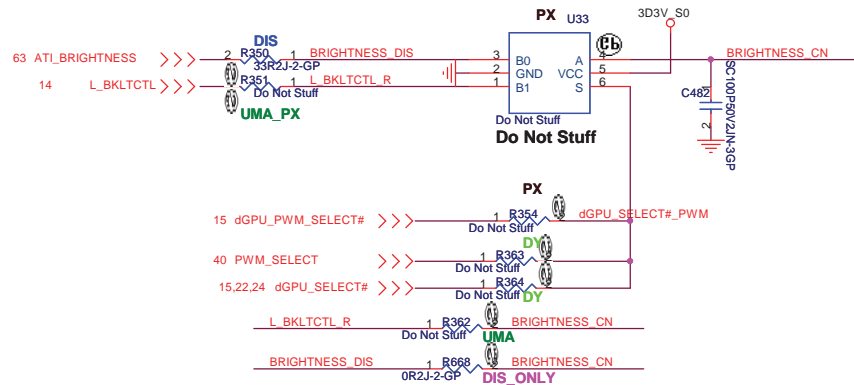 PX U33 3D3V_S0
DIS
63 ATI_BRIGHTNESS 2 R350 1 BRIGHTNESS_DIS 3 B0 A 4 BRIGHTNESS_CN
33R2J-2-GP 2 GND VCC 5
14 L_BKLTCTL R351 1 L_BKLTCTL_R 1 B1 S 6
Do Not Stuff
UMA_PX
C482 1 2
SC100P50V2JN-3GP
Do Not Stuff
Do Not Stuff
PX
15 dGPU_PWM_SELECT# 1 R354 2 dGPU_SELECT#_PWM
Do Not Stuff
DY
40 PWM_SELECT 1 R363
Do Not Stuff
15,22,24 dGPU_SELECT# 1 R364
Do Not Stuff DY
L_BKLTCTL_R 1 R362 BRIGHTNESS_CN
Do Not Stuff UMA
BRIGHTNESS_DIS 1 R668 BRIGHTNESS_CN
0R2J-2-GP DIS_ONLY